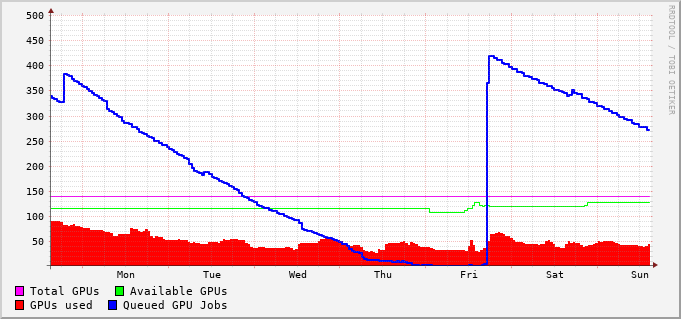 RRDTOOL / TOBI OETIKER
500
450
400
350
300
250
200
150
100
50
Mon Tue Wed Thu Fri Sat Sun
Total GPUs Available GPUs
GPUs used Queued GPU Jobs